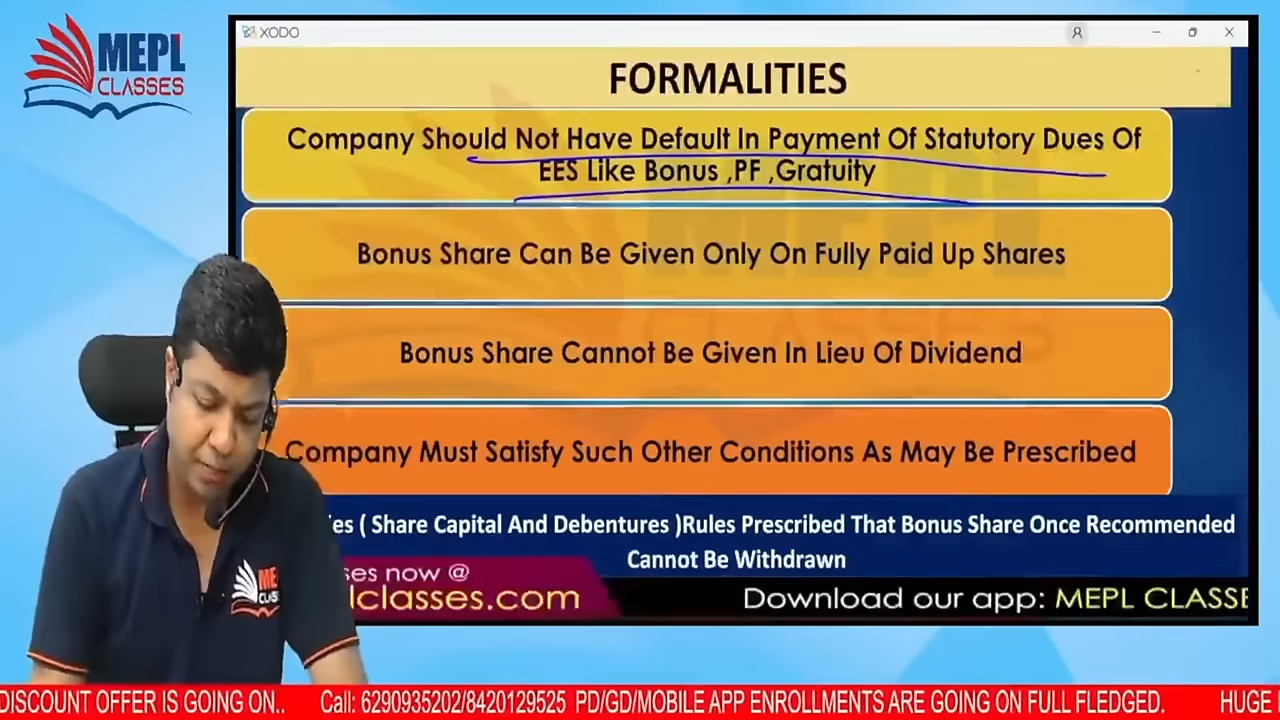 MEPL
CLASSES
XODO
FORMALITIES
Company Should Not Have Default In Payment Of Statutory Dues Of
EES Like Bonus ,PF ,Gratuity
Bonus Share Can Be Given Only On Fully Paid Up Shares
Bonus Share Cannot Be Given In Lieu Of Dividend
Company Must Satisfy Such Other Conditions As May Be Prescribed
( Share Capital And Debentures )Rules Prescribed That Bonus Share Once Recommended
Cannot Be Withdrawn
now @
lclasses.com
Download our app: MEPL CLASSE
DISCOUNT OFFER IS GOING ON.. Call: 6290935202/8420129525 PD/GD/MOBILE APP ENROLLMENTS ARE GOING ON FULL FLEDGED. HUGE